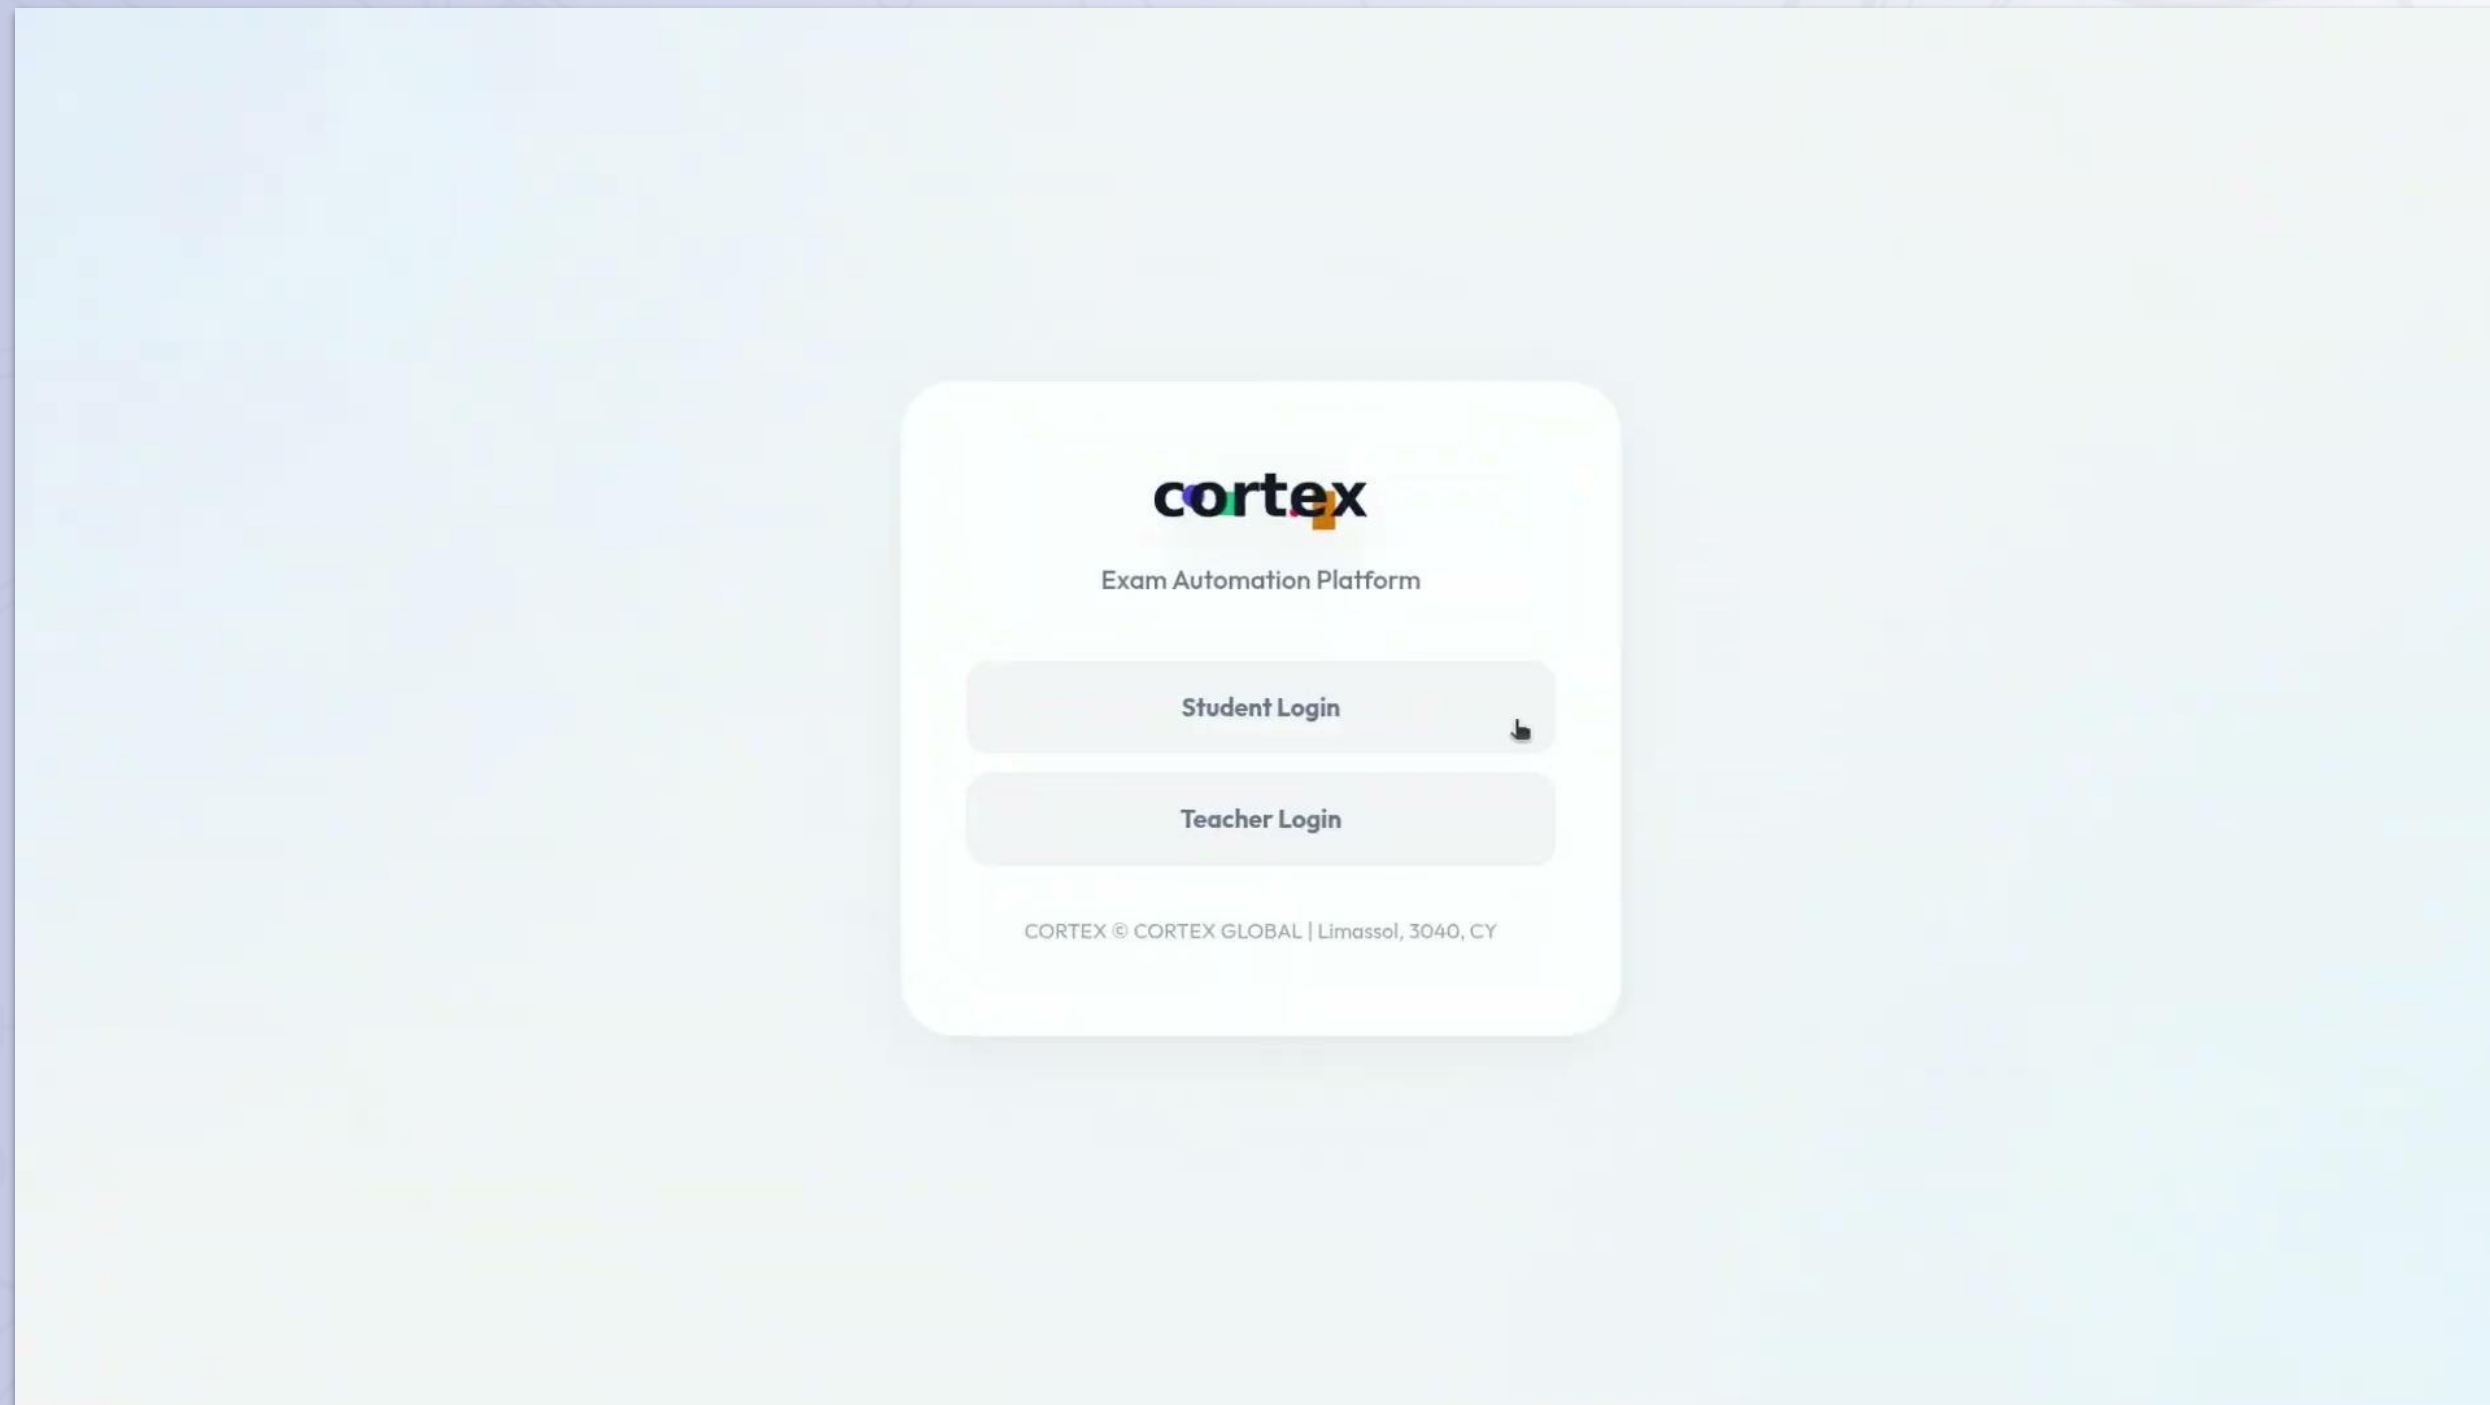 cortex
Exam Automation Platform
Student Login
Teacher Login
CORTEX © CORTEX GLOBAL | Limassol, 3040, CY